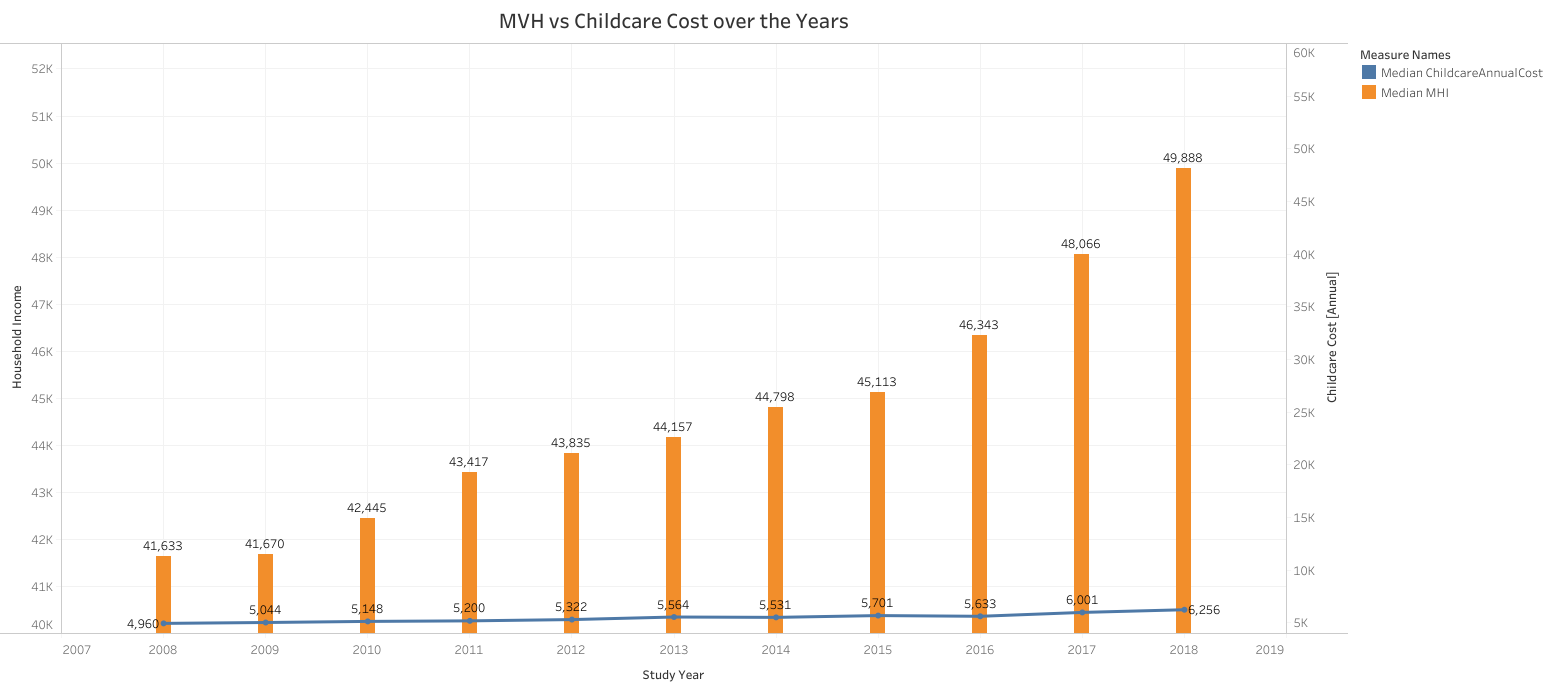 MVH vs Childcare Cost over the Years
52K
51K
50K
49K
48K
47K
46K
45K
44K
43K
42K
41K
40K
Household Income
60K
55K
50K
45K
40K
35K
30K
25K
20K
15K
10K
5K
Childcare Cost [Annual]
41,633
41,670
42,445
43,417
43,835
44,157
44,798
45,113
46,343
48,066
49,888
4,960
5,044
5,148
5,200
5,322
5,564
5,531
5,701
5,633
6,001
6,256
2007 2008 2009 2010 2011 2012 2013 2014 2015 2016 2017 2018 2019
Study Year
Measure Names
Median ChildcareAnnualCost
Median MHI